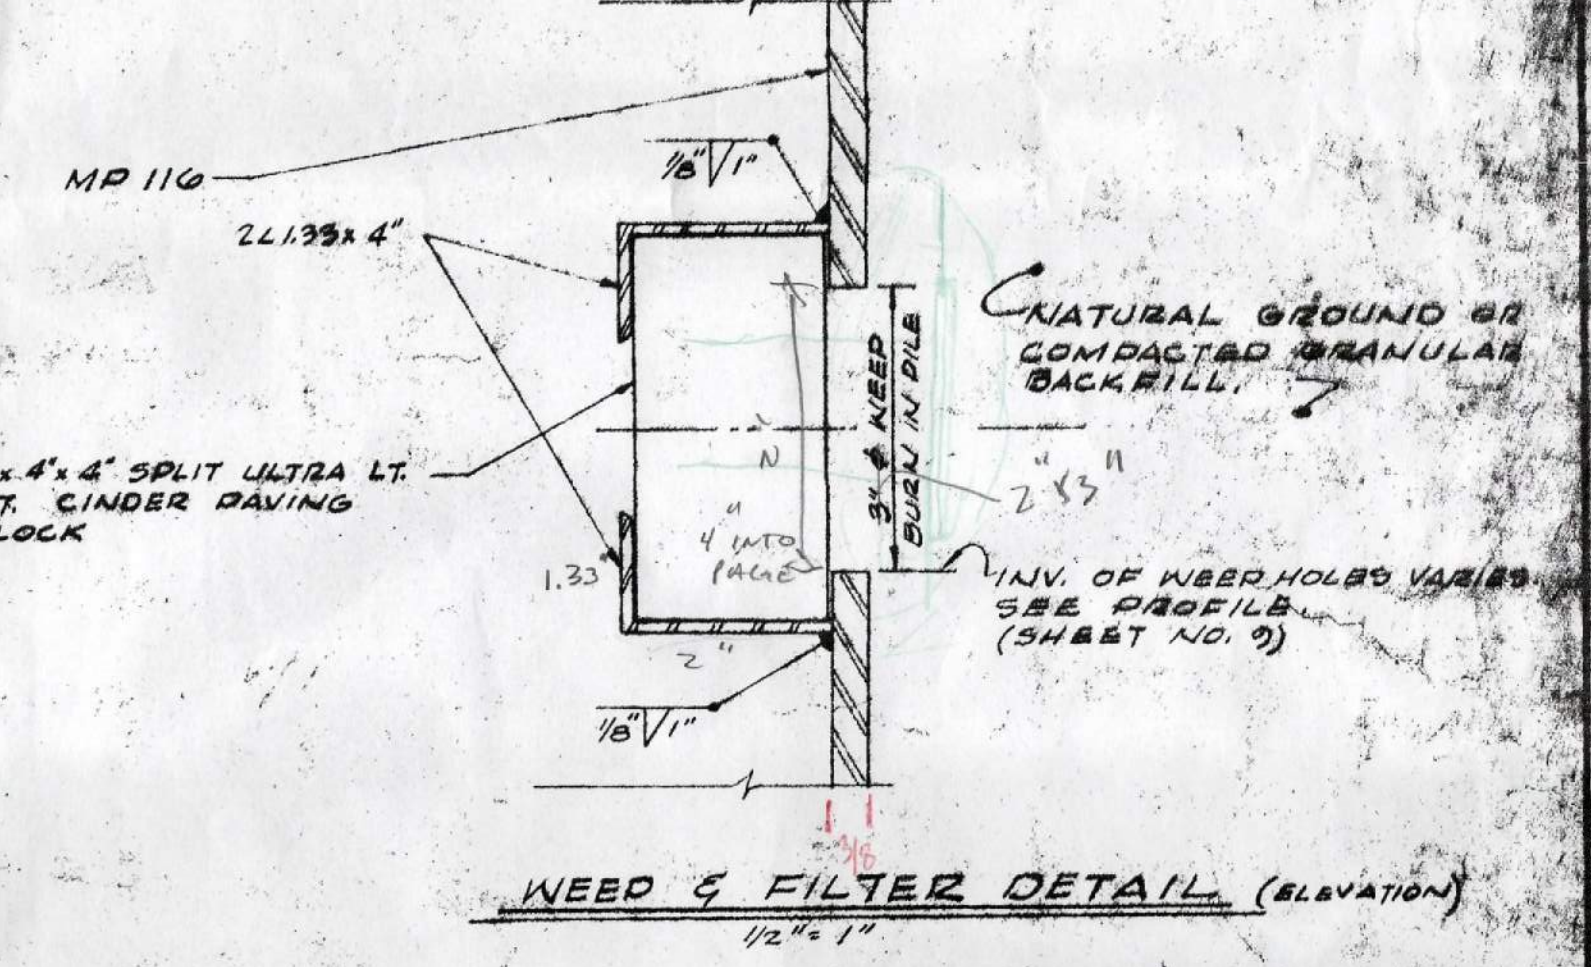 1/8" 1"
MP 116
2L1.33x 4"
NATURAL GROUND OR
COMPACTED GRANULAR
BACKFILL.
3" ϕ WEEP
BURN IN PILE
x 4"x 4" SPLIT ULTRA LT.
T. CINDER PAVING
LOCK
2" x3"
4" INTO
PAGE
1.33"
INV. OF WEEP HOLES VARIES
SEE PROFILE.
(SHEET NO. 9)
2"
1/8" 1"
3/8
WEEP & FILTER DETAIL (ELEVATION)
1/2" = 1"